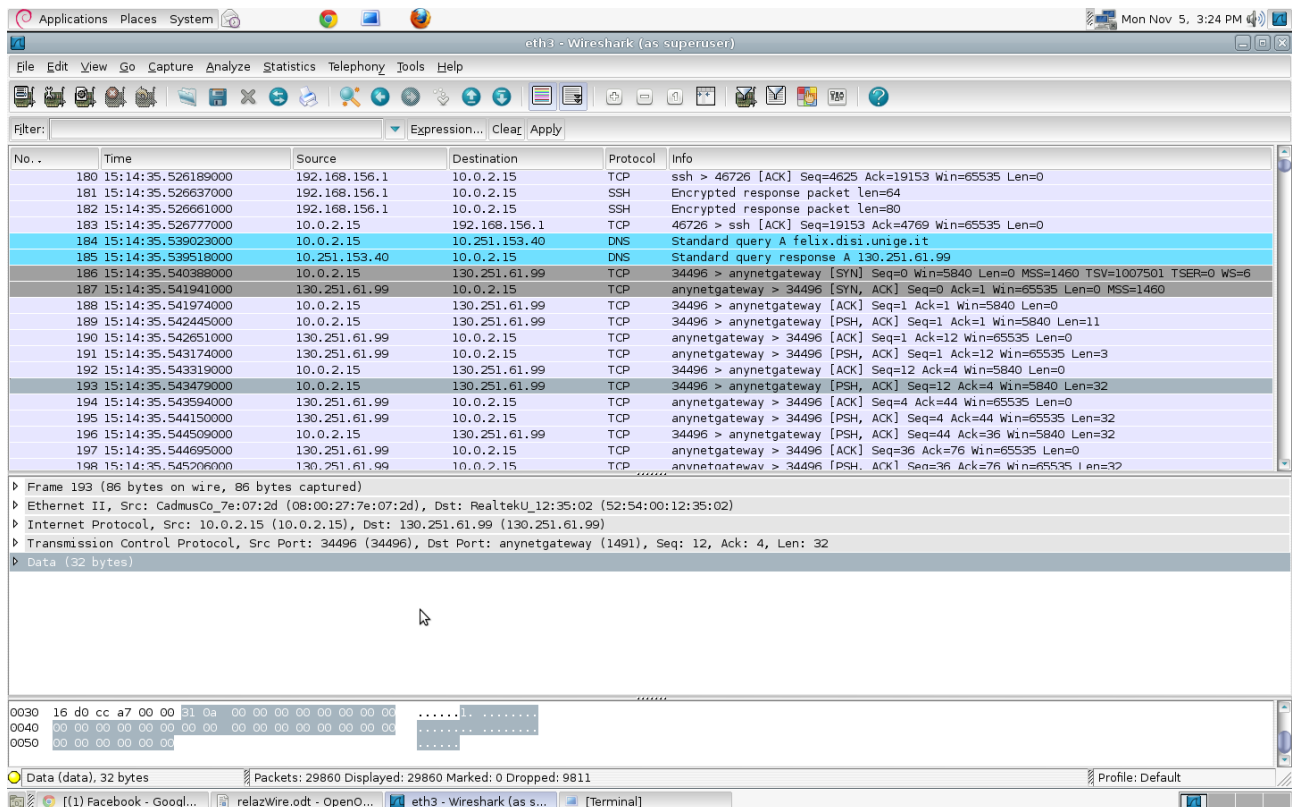 Applications Places System Mon Nov 5, 3:24 PM
eth3 - Wireshark (as superuser)
File Edit View Go Capture Analyze Statistics Telephony Tools Help
Filter: Expression... Clear Apply
No. . Time Source Destination Protocol Info
180 15:14:35.526189000 192.168.156.1 10.0.2.15 TCP ssh > 46726 [ACK] Seq=4625 Ack=19153 Win=65535 Len=0
181 15:14:35.526637000 192.168.156.1 10.0.2.15 SSH Encrypted response packet len=64
182 15:14:35.526661000 192.168.156.1 10.0.2.15 SSH Encrypted response packet len=80
183 15:14:35.526777000 10.0.2.15 192.168.156.1 TCP 46726 > ssh [ACK] Seq=19153 Ack=4769 Win=65535 Len=0
184 15:14:35.539023000 10.0.2.15 10.251.153.40 DNS Standard query A felix.disi.unige.it
185 15:14:35.539518000 10.251.153.40 10.0.2.15 DNS Standard query response A 130.251.61.99
186 15:14:35.540388000 10.0.2.15 130.251.61.99 TCP 34496 > anynetgateway [SYN] Seq=0 Win=5840 Len=0 MSS=1460 TSV=1007501 TSER=0 WS=6
187 15:14:35.541941000 130.251.61.99 10.0.2.15 TCP anynetgateway > 34496 [SYN, ACK] Seq=0 Ack=1 Win=65535 Len=0 MSS=1460
188 15:14:35.541974000 10.0.2.15 130.251.61.99 TCP 34496 > anynetgateway [ACK] Seq=1 Ack=1 Win=5840 Len=0
189 15:14:35.542445000 10.0.2.15 130.251.61.99 TCP 34496 > anynetgateway [PSH, ACK] Seq=1 Ack=1 Win=5840 Len=11
190 15:14:35.542651000 130.251.61.99 10.0.2.15 TCP anynetgateway > 34496 [ACK] Seq=1 Ack=12 Win=65535 Len=0
191 15:14:35.543174000 130.251.61.99 10.0.2.15 TCP anynetgateway > 34496 [PSH, ACK] Seq=1 Ack=12 Win=65535 Len=3
192 15:14:35.543319000 10.0.2.15 130.251.61.99 TCP 34496 > anynetgateway [ACK] Seq=12 Ack=4 Win=5840 Len=0
193 15:14:35.543479000 10.0.2.15 130.251.61.99 TCP 34496 > anynetgateway [PSH, ACK] Seq=12 Ack=4 Win=5840 Len=32
194 15:14:35.543594000 130.251.61.99 10.0.2.15 TCP anynetgateway > 34496 [ACK] Seq=4 Ack=44 Win=65535 Len=0
195 15:14:35.544150000 130.251.61.99 10.0.2.15 TCP anynetgateway > 34496 [PSH, ACK] Seq=4 Ack=44 Win=65535 Len=32
196 15:14:35.544509000 10.0.2.15 130.251.61.99 TCP 34496 > anynetgateway [PSH, ACK] Seq=44 Ack=36 Win=5840 Len=32
197 15:14:35.544695000 130.251.61.99 10.0.2.15 TCP anynetgateway > 34496 [ACK] Seq=36 Ack=76 Win=65535 Len=0
198 15:14:35.545206000 130.251.61.99 10.0.2.15 TCP anynetgateway > 34496 [PSH, ACK] Seq=36 Ack=76 Win=65535 Len=32
Frame 193 (86 bytes on wire, 86 bytes captured)
Ethernet II, Src: CadmusCo_7e:07:2d (08:00:27:7e:07:2d), Dst: RealtekU_12:35:02 (52:54:00:12:35:02)
Internet Protocol, Src: 10.0.2.15 (10.0.2.15), Dst: 130.251.61.99 (130.251.61.99)
Transmission Control Protocol, Src Port: 34496 (34496), Dst Port: anynetgateway (1491), Seq: 12, Ack: 4, Len: 32
Data (32 bytes)
0030 16 d0 cc a7 00 00 31 0a 00 00 00 00 00 00 00 00 ......1. ........
0040 00 00 00 00 00 00 00 00 00 00 00 00 00 00 00 00 ........ ........
0050 00 00 00 00 00 00 ......
Data (data), 32 bytes Packets: 29860 Displayed: 29860 Marked: 0 Dropped: 9811 Profile: Default
[(1) Facebook - Googl... relazWire.odt - OpenO... eth3 - Wireshark (as s... [Terminal]